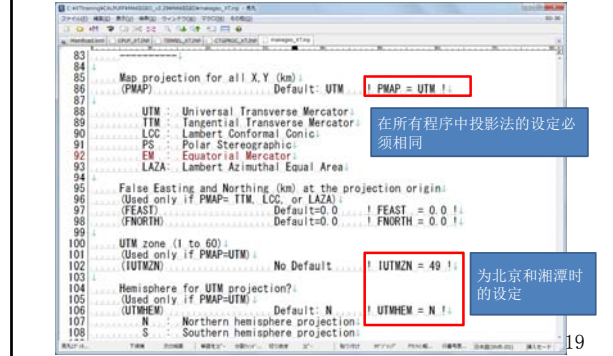 83 -----------:
84
85 Map projection for all X,Y (km)
86 (PMAP) Default: UTM ! PMAP = UTM !
87
88 UTM : Universal Transverse Mercator
89 TTM : Tangential Transverse Mercator
90 LCC : Lambert Conformal Conic
91 PS : Polar Stereographic
92 EM : Equatorial Mercator
93 LAZA: Lambert Azimuthal Equal Area
94
95 False Easting and Northing (km) at the projection origin
96 (Used only if PMAP= TTM, LCC, or LAZA)
97 (FEAST) Default=0.0 ! FEAST = 0.0 !
98 (FNORTH) Default=0.0 ! FNORTH = 0.0 !
99
100 UTM zone (1 to 60)
101 (Used only if PMAP=UTM)
102 (IUTMZN) No Default ! IUTMZN = 49 !
103
104 Hemisphere for UTM projection?
105 (Used only if PMAP=UTM)
106 (UTMHEM) Default: N ! UTMHEM = N !
107 N : Northern hemisphere projection
108 S : Southern hemisphere projection
在所有程序中投影法的设定必
须相同
为北京和湘潭时
的设定
19